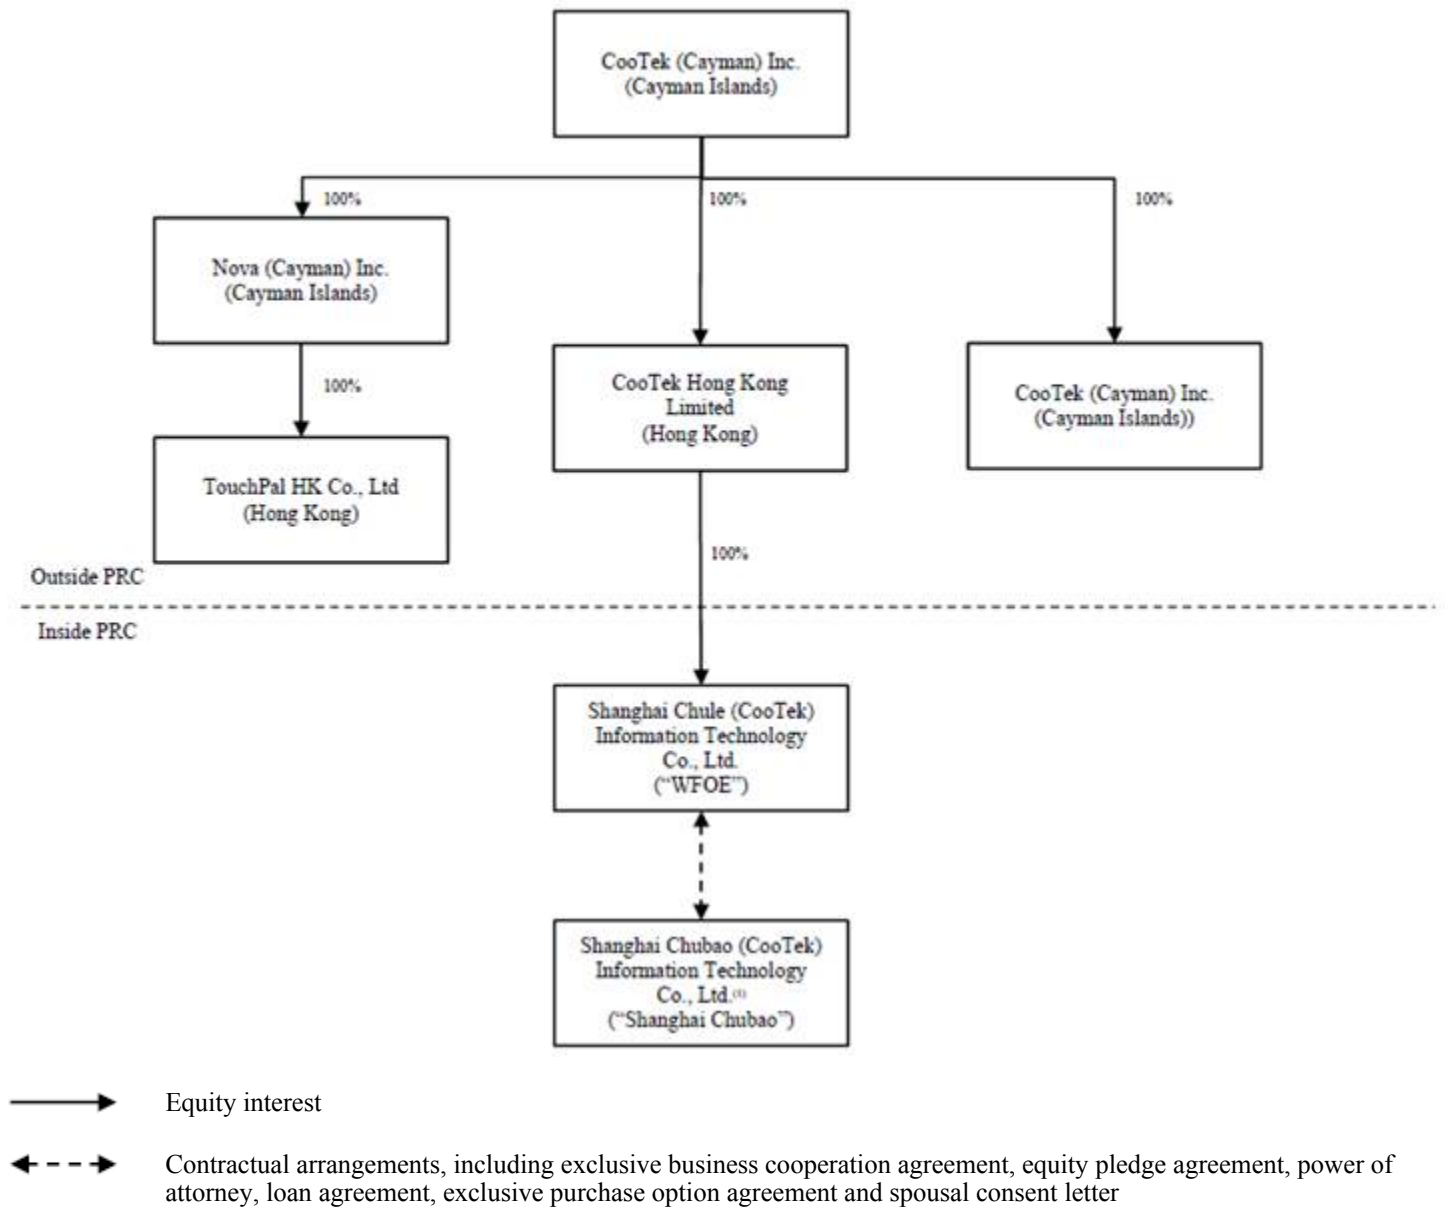 CooTek (Cayman) Inc.
(Cayman Islands)
100%
100%
100%
Nova (Cayman) Inc.
(Cayman Islands)
100%
CooTek Hong Kong
Limited
(Hong Kong)
CooTek (Cayman) Inc.
(Cayman Islands))
TouchPal HK Co., Ltd
(Hong Kong)
100%
Outside PRC
Inside PRC
Shanghai Chule (CooTek)
Information Technology
Co., Ltd.
(“WFOE”)
Shanghai Chubao (CooTek)
Information Technology
Co., Ltd.(1)
(“Shanghai Chubao”)
Equity interest
Contractual arrangements, including exclusive business cooperation agreement, equity pledge agreement, power of
attorney, loan agreement, exclusive purchase option agreement and spousal consent letter